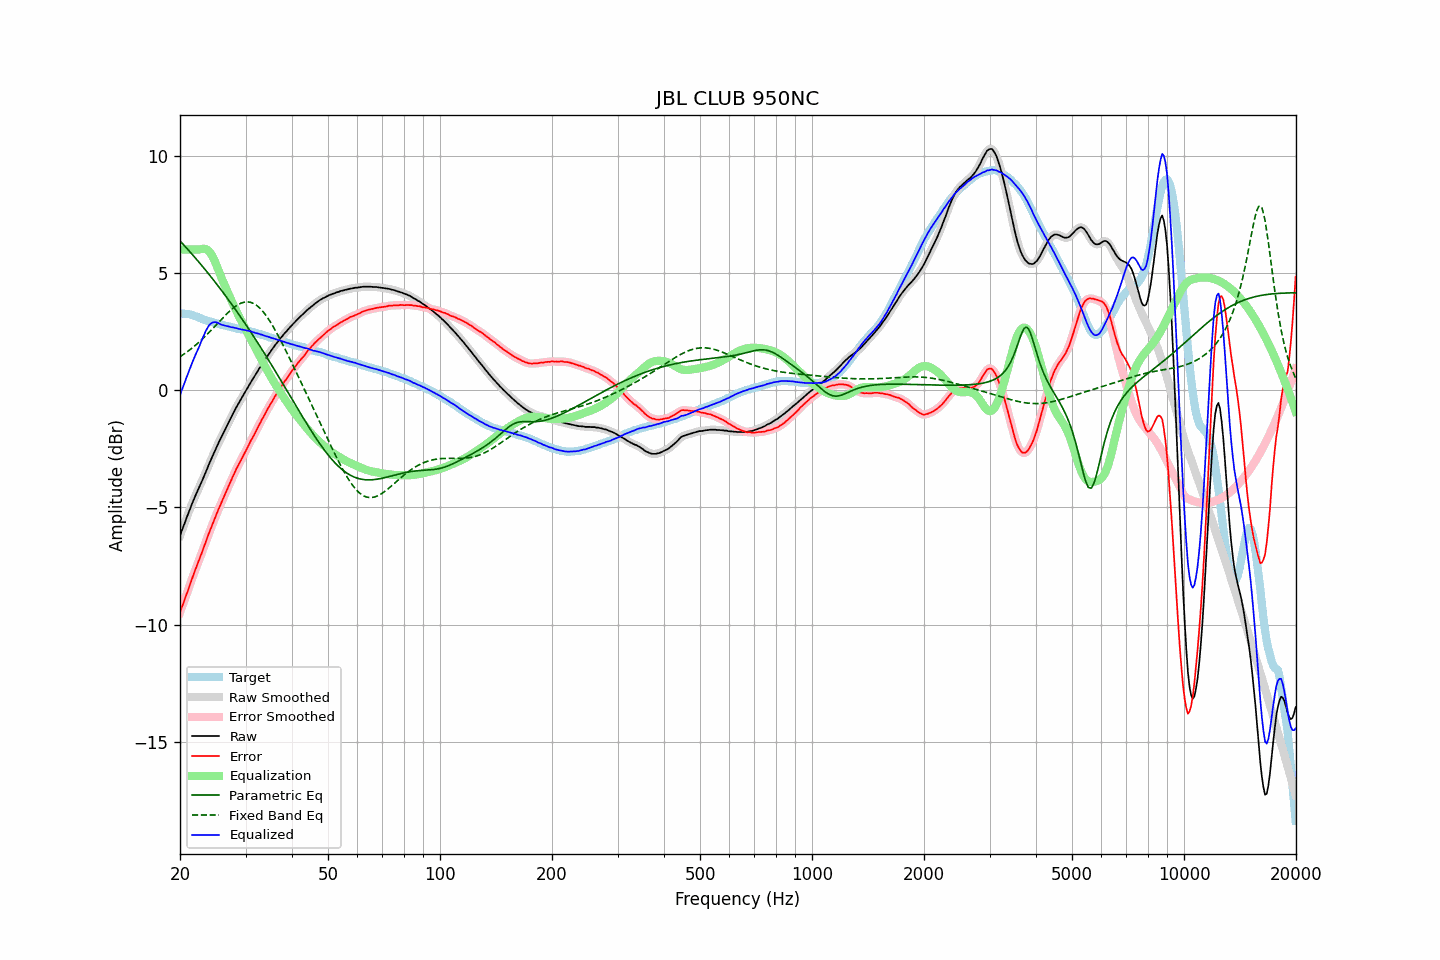 JBL CLUB 950NC
Amplitude (dBr)
10
5
0
−5
−10
−15
Target
Raw Smoothed
Error Smoothed
Raw
Error
Equalization
Parametric Eq
Fixed Band Eq
Equalized
20
50
100
200
500
1000
2000
5000
10000
20000
Frequency (Hz)